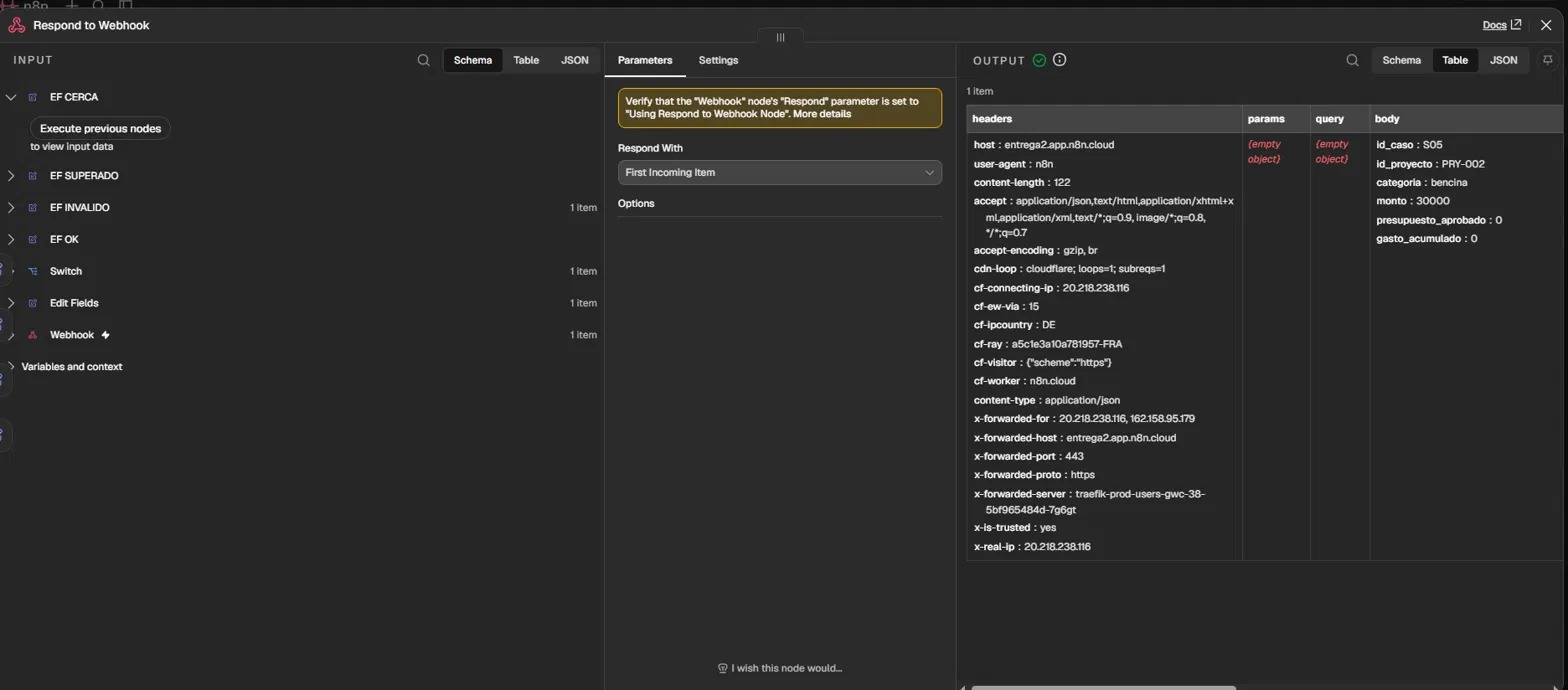 n8n
Respond to Webhook
Docs
INPUT
Schema
Table
JSON
EF CERCA
Execute previous nodes
to view input data
EF SUPERADO
EF INVALIDO
1 item
EF OK
Switch
1 item
Edit Fields
1 item
Webhook
1 item
Variables and context
Parameters
Settings
Verify that the "Webhook" node's "Respond" parameter is set to
"Using Respond to Webhook Node". More details
Respond With
First Incoming Item
Options
I wish this node would...
OUTPUT
Schema
Table
JSON
1 item
headers
params
query
body
host : entrega2.app.n8n.cloud
user-agent : n8n
content-length : 122
accept : application/json,text/html,application/xhtml+x
ml,application/xml,text/*;q=0.9, image/*;q=0.8,
*/*;q=0.7
accept-encoding : gzip, br
cdn-loop : cloudflare; loops=1; subreqs=1
cf-connecting-ip : 20.218.238.116
cf-ew-via : 15
cf-ipcountry : DE
cf-ray : a5c1e3a10a781957-FRA
cf-visitor : {"scheme":"https"}
cf-worker : n8n.cloud
content-type : application/json
x-forwarded-for : 20.218.238.116, 162.158.95.179
x-forwarded-host : entrega2.app.n8n.cloud
x-forwarded-port : 443
x-forwarded-proto : https
x-forwarded-server : traefik-prod-users-gwc-38-
5bf965484d-7g6gt
x-is-trusted : yes
x-real-ip : 20.218.238.116
{empty
object}
{empty
object}
id_caso : S05
id_proyecto : PRY-002
categoria : bencina
monto : 30000
presupuesto_aprobado : 0
gasto_acumulado : 0